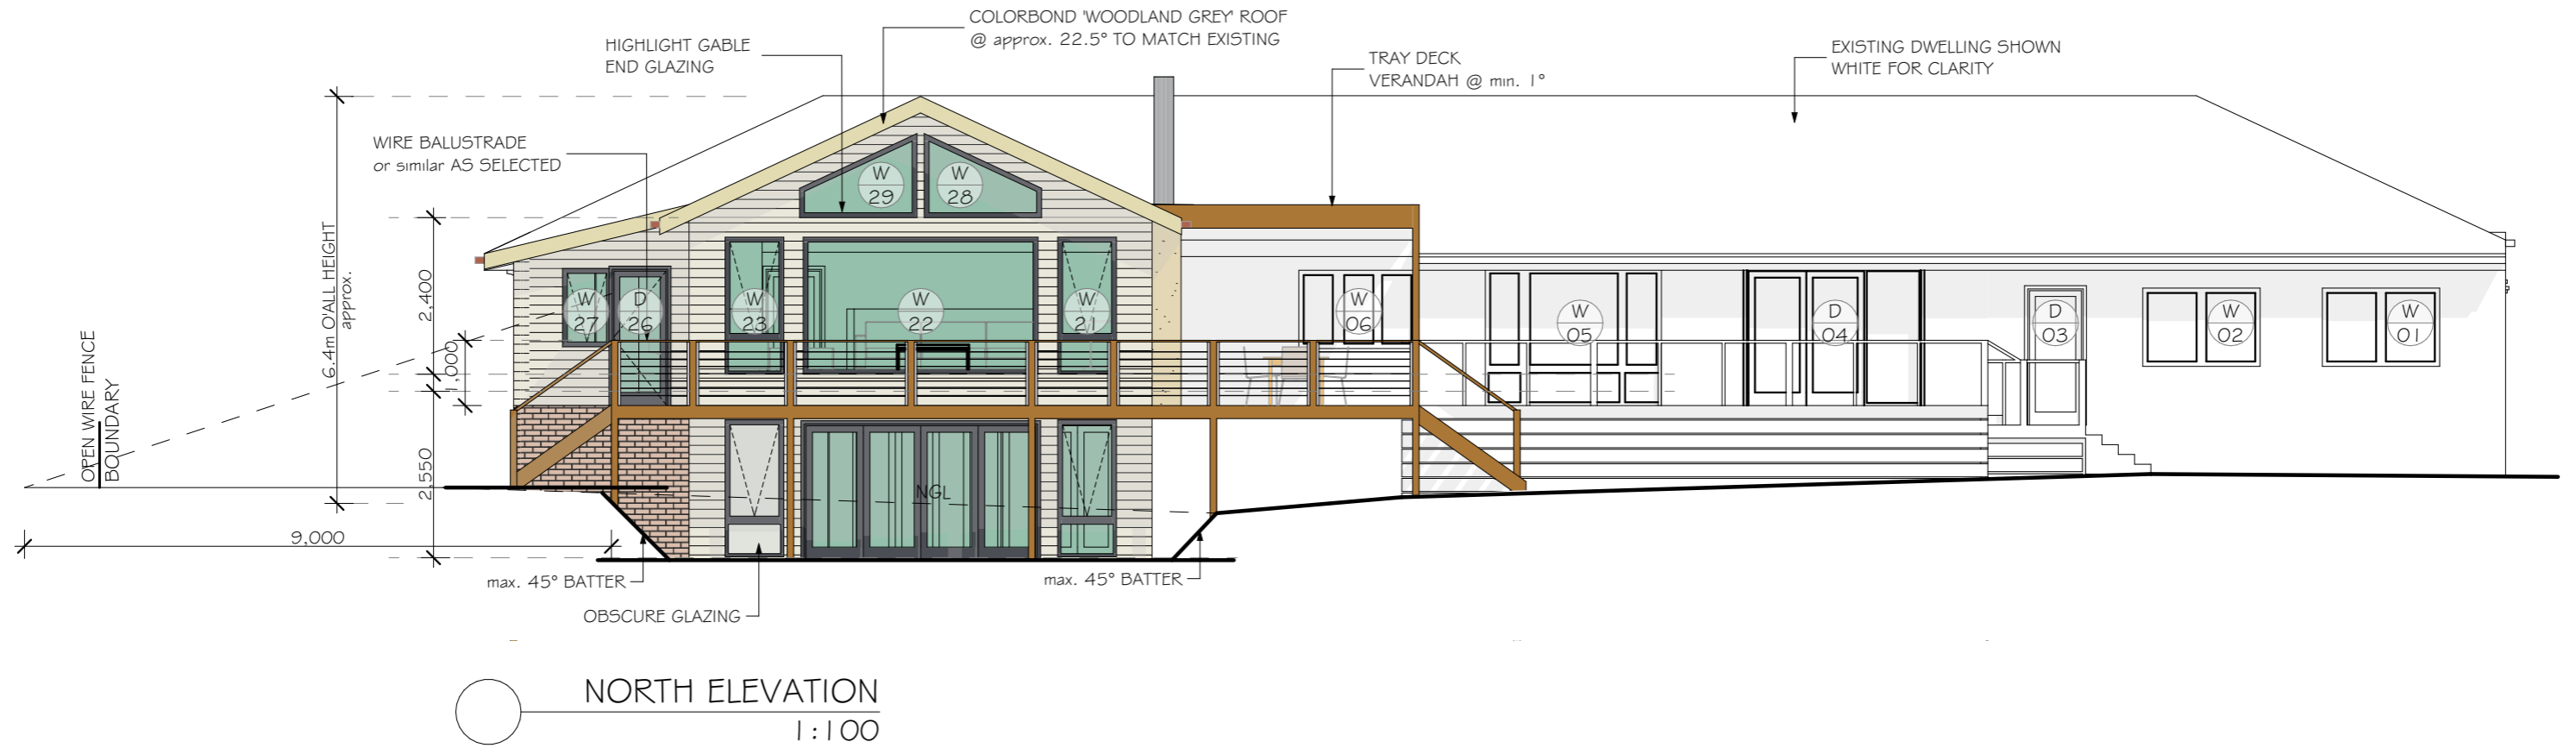 COLORBOND 'WOODLAND GREY' ROOF
@ approx. 22.5° TO MATCH EXISTING
HIGHLIGHT GABLE
END GLAZING
TRAY DECK
VERANDAH @ min. 1°
EXISTING DWELLING SHOWN
WHITE FOR CLARITY
WIRE BALUSTRADE
or similar AS SELECTED
6.4m O'ALL HEIGHT
approx.
2,400
2,550
OPEN WIRE FENCE
BOUNDARY
9,000
W
29
W
28
W
27
D
26
W
23
W
22
W
21
W
06
W
05
D
04
D
03
W
02
W
01
NGL
max. 45° BATTER
max. 45° BATTER
OBSCURE GLAZING
NORTH ELEVATION
1:100